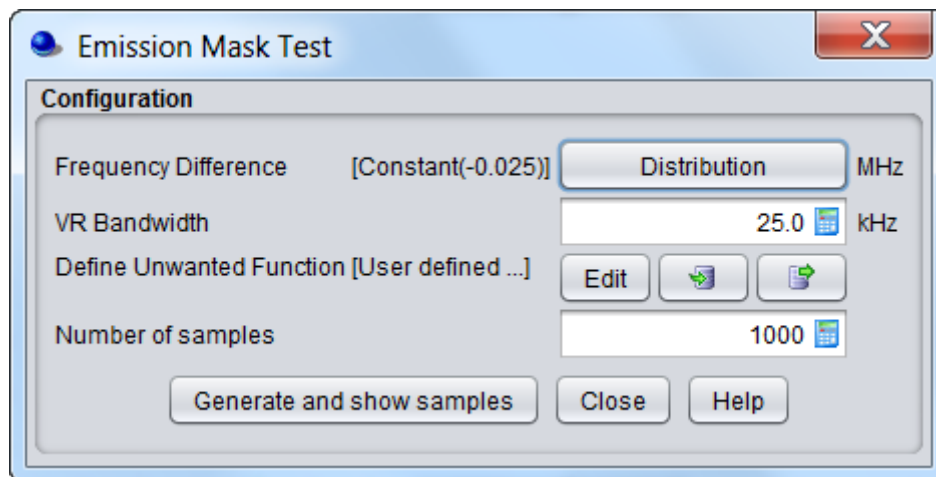 Emission Mask Test
Configuration
Frequency Difference [Constant(-0.025)] Distribution MHz
VR Bandwidth 25.0 kHz
Define Unwanted Function [User defined ...] Edit
Number of samples 1000
Generate and show samples Close Help